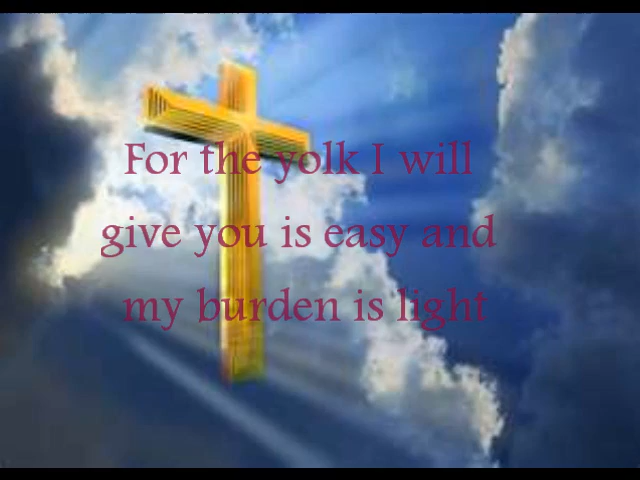 For the yolk I will
give you is easy and
my burden is light